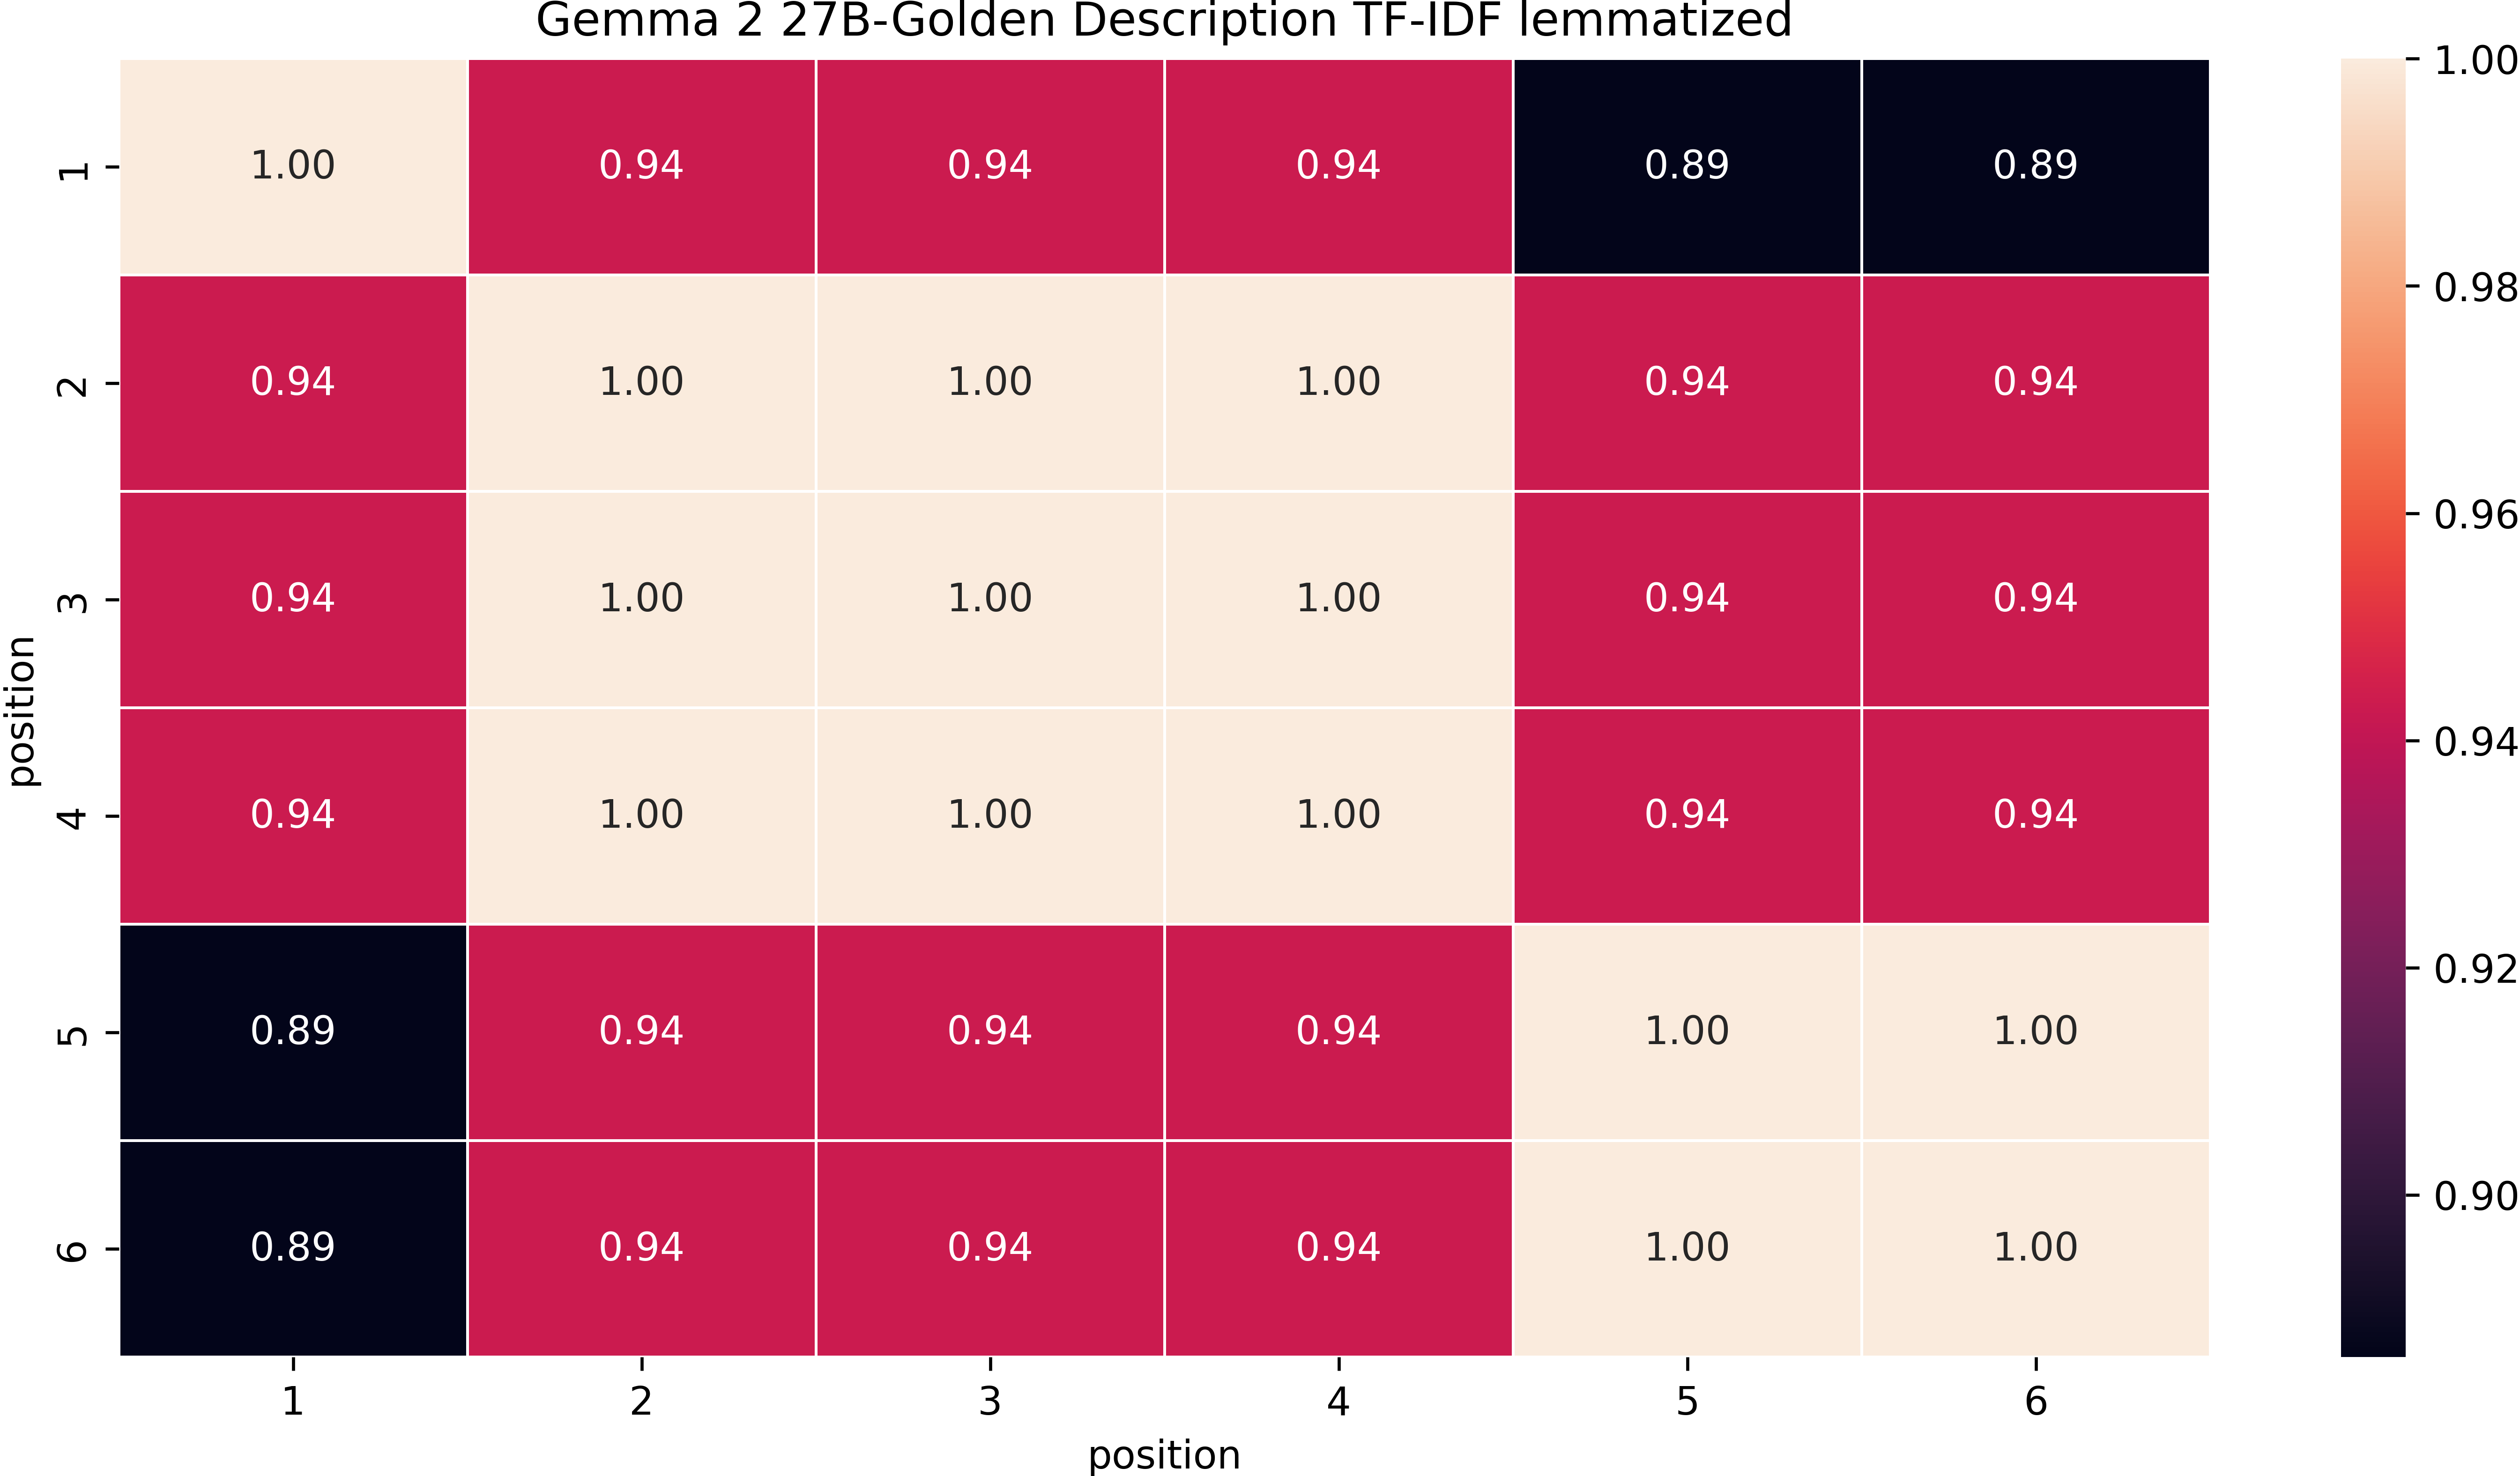 Gemma 2 27B-Golden Description TF-IDF lemmatized
1 1.00 0.94 0.94 0.94 0.89 0.89
2 0.94 1.00 1.00 1.00 0.94 0.94
3 0.94 1.00 1.00 1.00 0.94 0.94
4 0.94 1.00 1.00 1.00 0.94 0.94
5 0.89 0.94 0.94 0.94 1.00 1.00
6 0.89 0.94 0.94 0.94 1.00 1.00
position
1 2 3 4 5 6
position
1.00
0.98
0.96
0.94
0.92
0.90